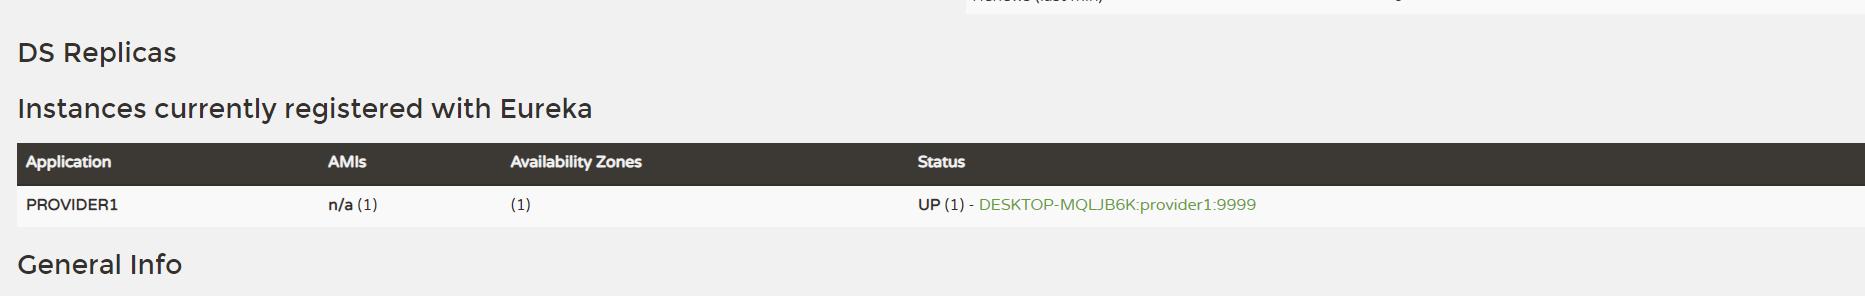 DS Replicas
Instances currently registered with Eureka
Application AMIs Availability Zones Status
PROVIDER1 n/a (1) (1) UP (1) - DESKTOP-MQLJB6K:provider1:9999
General Info